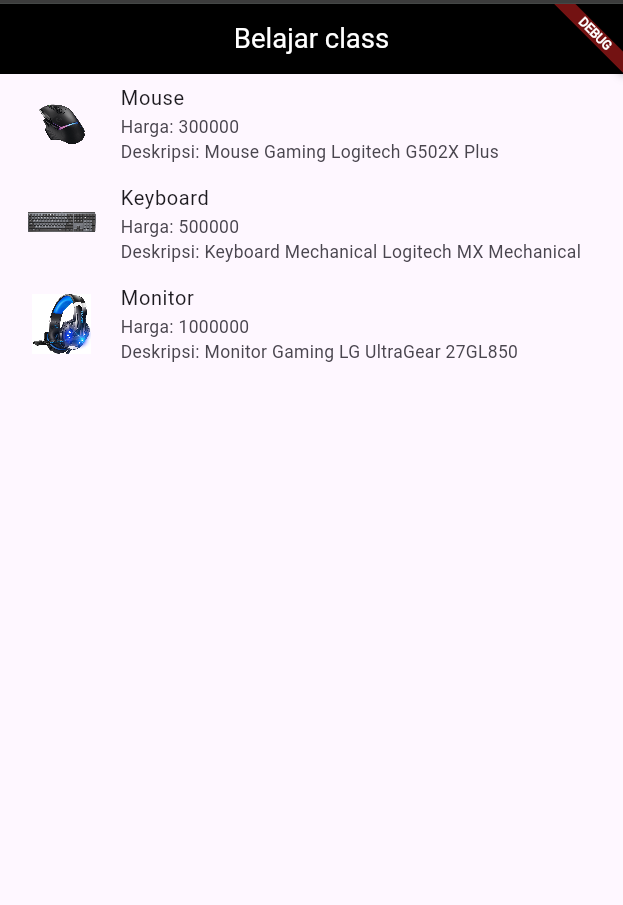 Belajar class
DEBUG
Mouse
Harga: 300000
Deskripsi: Mouse Gaming Logitech G502X Plus
Keyboard
Harga: 500000
Deskripsi: Keyboard Mechanical Logitech MX Mechanical
Monitor
Harga: 1000000
Deskripsi: Monitor Gaming LG UltraGear 27GL850